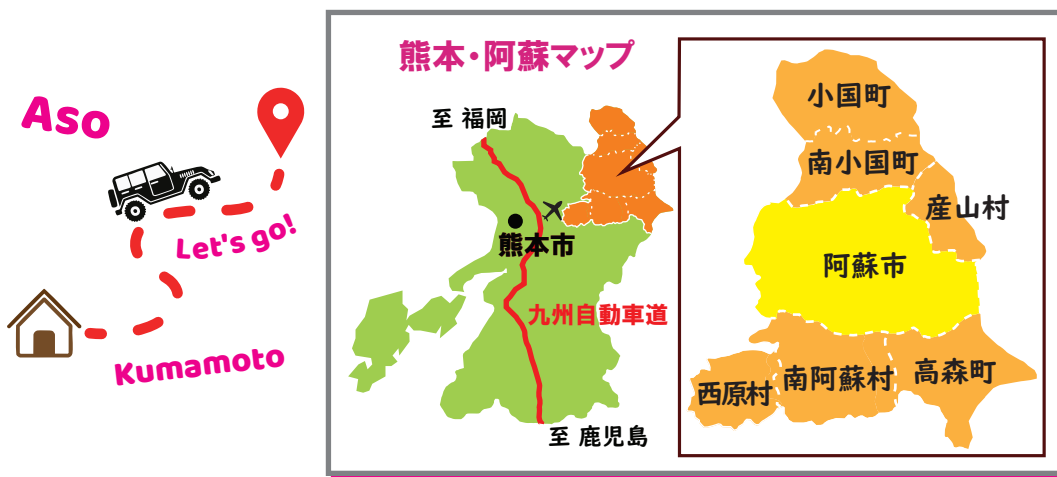 Aso
Let's go!
Kumamoto
熊本・阿蘇マップ
至 福岡
熊本市
九州自動車道
至 鹿児島
小国町
南小国町
産山村
阿蘇市
西原村
南阿蘇村
高森町